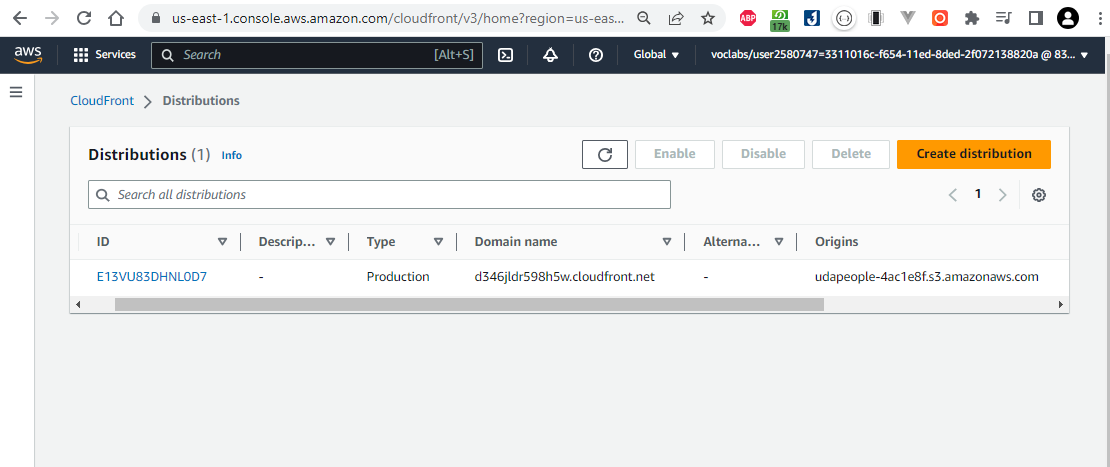 us-east-1.console.aws.amazon.com/cloudfront/v3/home?region=us-eas...
ABP
17k
aws
Services
Search
[Alt+S]
Global
voclabs/user2580747=3311016c-f654-11ed-8ded-2f072138820a @ 83...
CloudFront
Distributions
Distributions (1)
Info
Enable
Disable
Delete
Create distribution
Search all distributions
1
ID
Descrip...
Type
Domain name
Alterna...
Origins
E13VU83DHNL0D7
-
Production
d346jldr598h5w.cloudfront.net
-
udapeople-4ac1e8f.s3.amazonaws.com